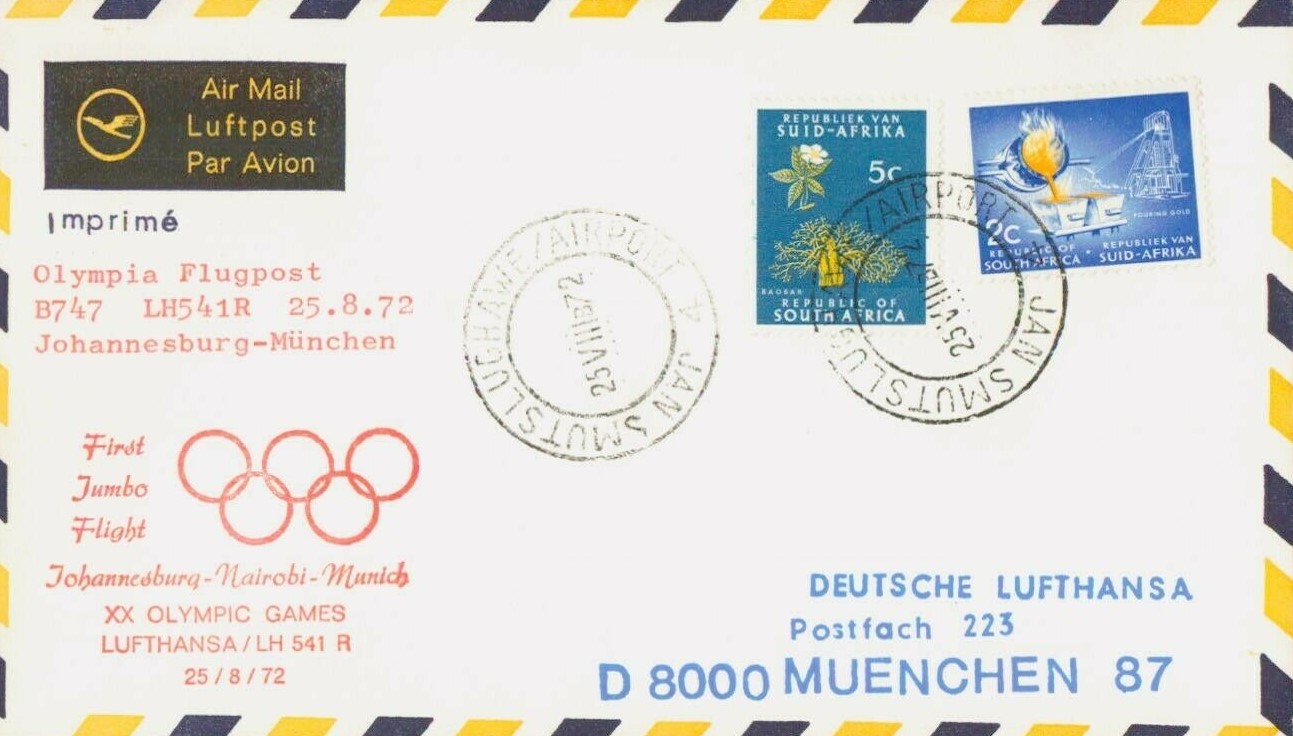 Air Mail
Luftpost
Par Avion
Imprimé
Olympia Flugpost
B747 LH541R 25.8.72
Johannesburg-München
First
Jumbo
Flight
Johannesburg-Nairobi-Munich
XX OLYMPIC GAMES
LUFTHANSA/LH 541 R
25/8/72
REPUBLIEK VAN
SUID-AFRIKA
5c
BAOBAB
REPUBLIC OF
SOUTH AFRICA
POURING GOLD
2C
REPUBLIC OF
SOUTH AFRICA
REPUBLIEK VAN
SUID-AFRIKA
JAN SMUTSLUGHAWE/AIRPORT
25 VIII 72
JAN SMUTSLUGHAWE/AIRPORT
25 VIII 72
DEUTSCHE LUFTHANSA
Postfach 223
D 8000 MUENCHEN 87